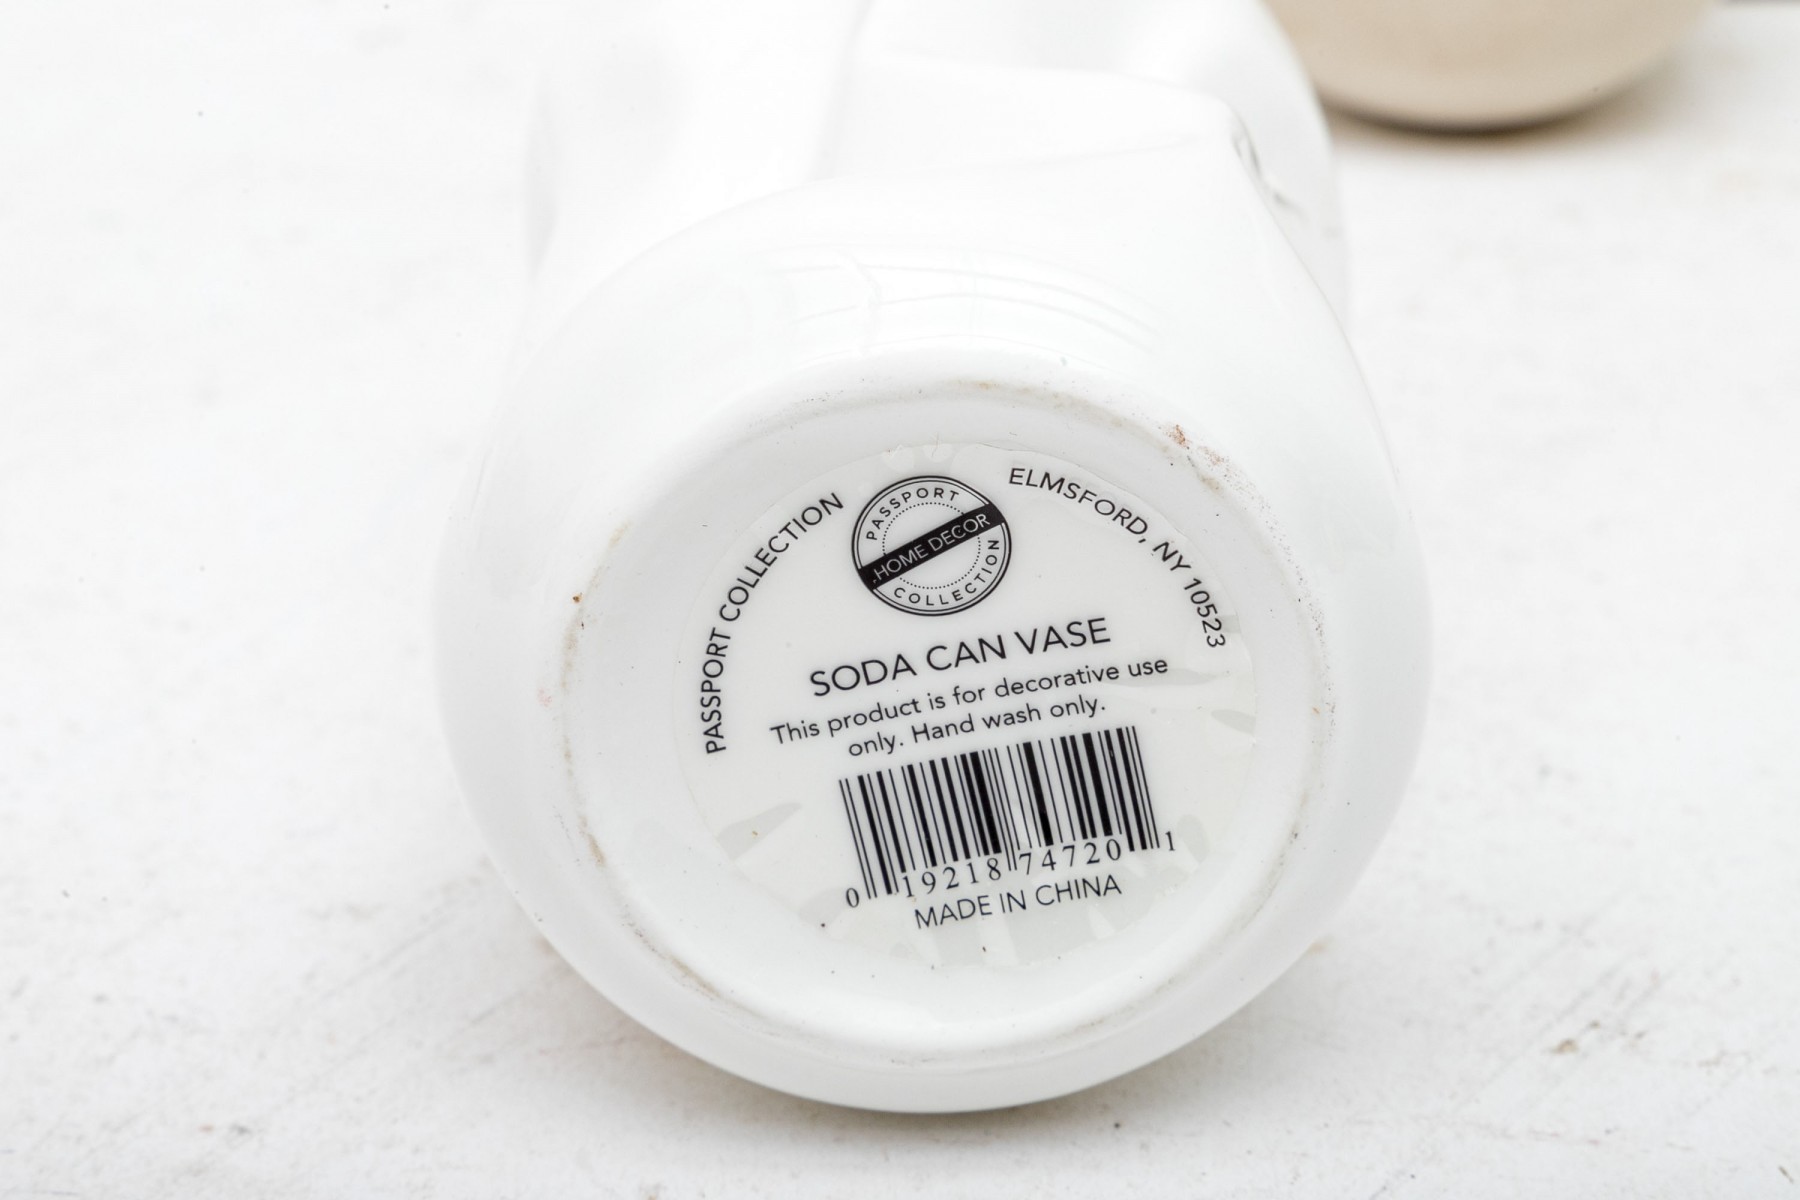 PASSPORT COLLECTION
PASSPORT
HOME DECOR
COLLECTION
ELMSFORD, NY 10523
SODA CAN VASE
This product is for decorative use
only. Hand wash only.
0 19218 74720 1
MADE IN CHINA